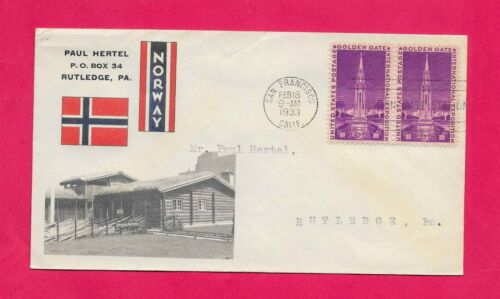 PAUL HERTEL
P. O. BOX 34
RUTLEDGE, PA.
NORWAY
SAN FRANCISCO
FEB 18
9-AM
1939
CALIF.
GOLDEN GATE
INTERNATIONAL EXPOSITION
UNITED STATES POSTAGE
GOLDEN GATE
INTERNATIONAL EXPOSITION
UNITED STATES POSTAGE
Mr. Paul Hertel,
RUTLEDGE, Pa.